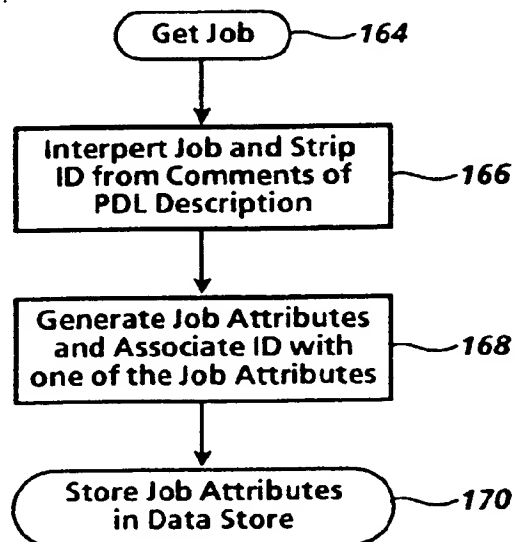 Get Job
164
Interpert Job and Strip
ID from Comments of
PDL Description
166
Generate Job Attributes
and Associate ID with
one of the Job Attributes
168
Store Job Attributes
in Data Store
170